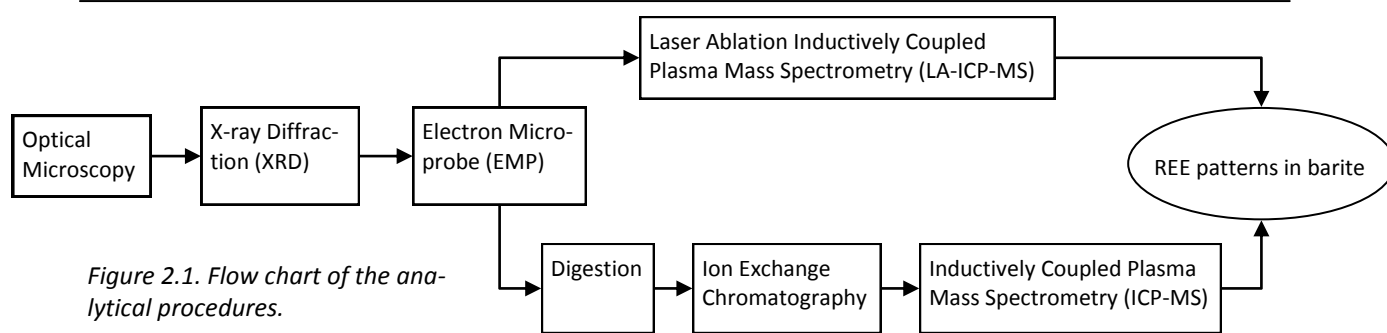 Laser Ablation Inductively Coupled
Plasma Mass Spectrometry (LA-ICP-MS)
Optical
Microscopy
X-ray Diffrac-
tion (XRD)
Electron Micro-
probe (EMP)
REE patterns in barite
Digestion
Ion Exchange
Chromatography
Inductively Coupled Plasma
Mass Spectrometry (ICP-MS)
Figure 2.1. Flow chart of the ana-
lytical procedures.